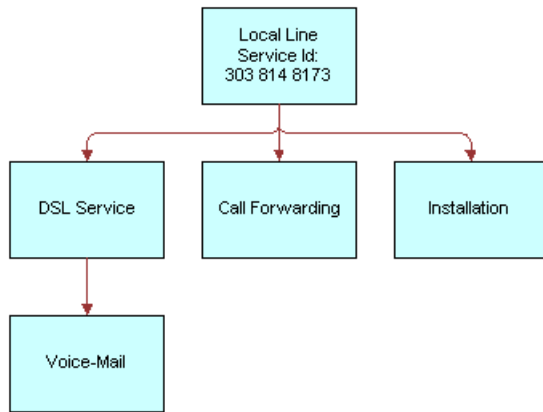 Local Line
Service Id:
303 814 8173
DSL Service
Call Forwarding
Installation
Voice-Mail